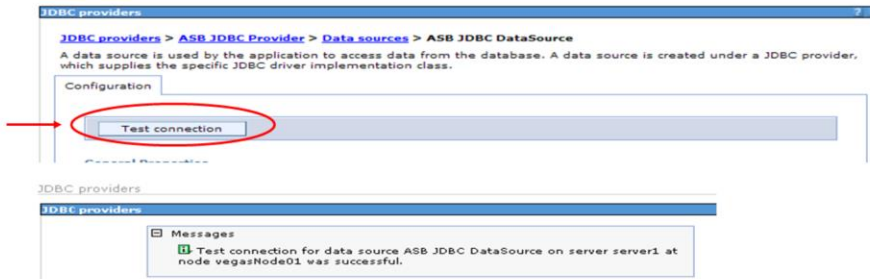 JDBC providers ?
JDBC providers > ASB JDBC Provider > Data sources > ASB JDBC DataSource
A data source is used by the application to access data from the database. A data source is created under a JDBC provider,
which supplies the specific JDBC driver implementation class.
Configuration
Test connection
General Properties
JDBC providers
JDBC providers
Messages
Test connection for data source ASB JDBC DataSource on server server1 at
node vegasNode01 was successful.